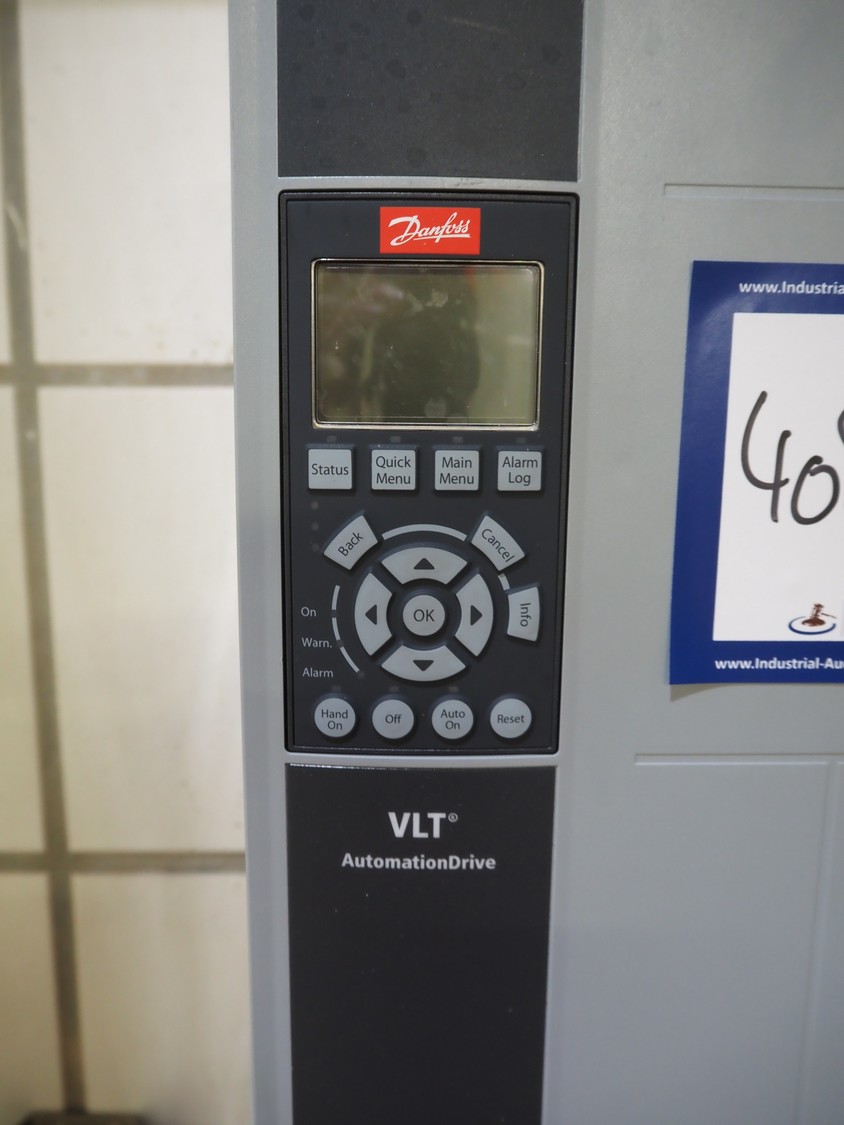 Danfoss
Status
Quick
Menu
Main
Menu
Alarm
Log
Back
Cancel
Info
OK
On
Warn.
Alarm
Hand
On
Off
Auto
On
Reset
VLT®
AutomationDrive
www.Industria
40
www.Industrial-Au